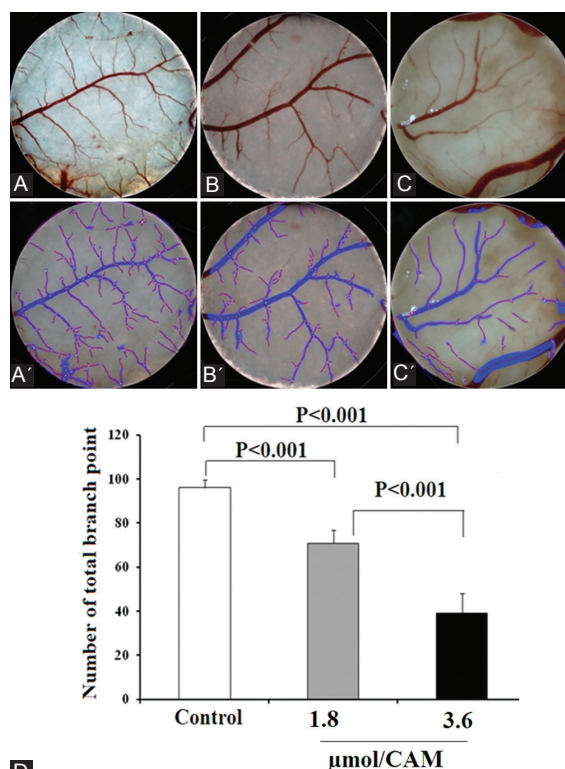 A
B
C
A´
B´
C´
P<0.001
P<0.001
P<0.001
Number of total branch point
120
100
80
60
40
20
0
Control
1.8
3.6
µmol/CAM
D